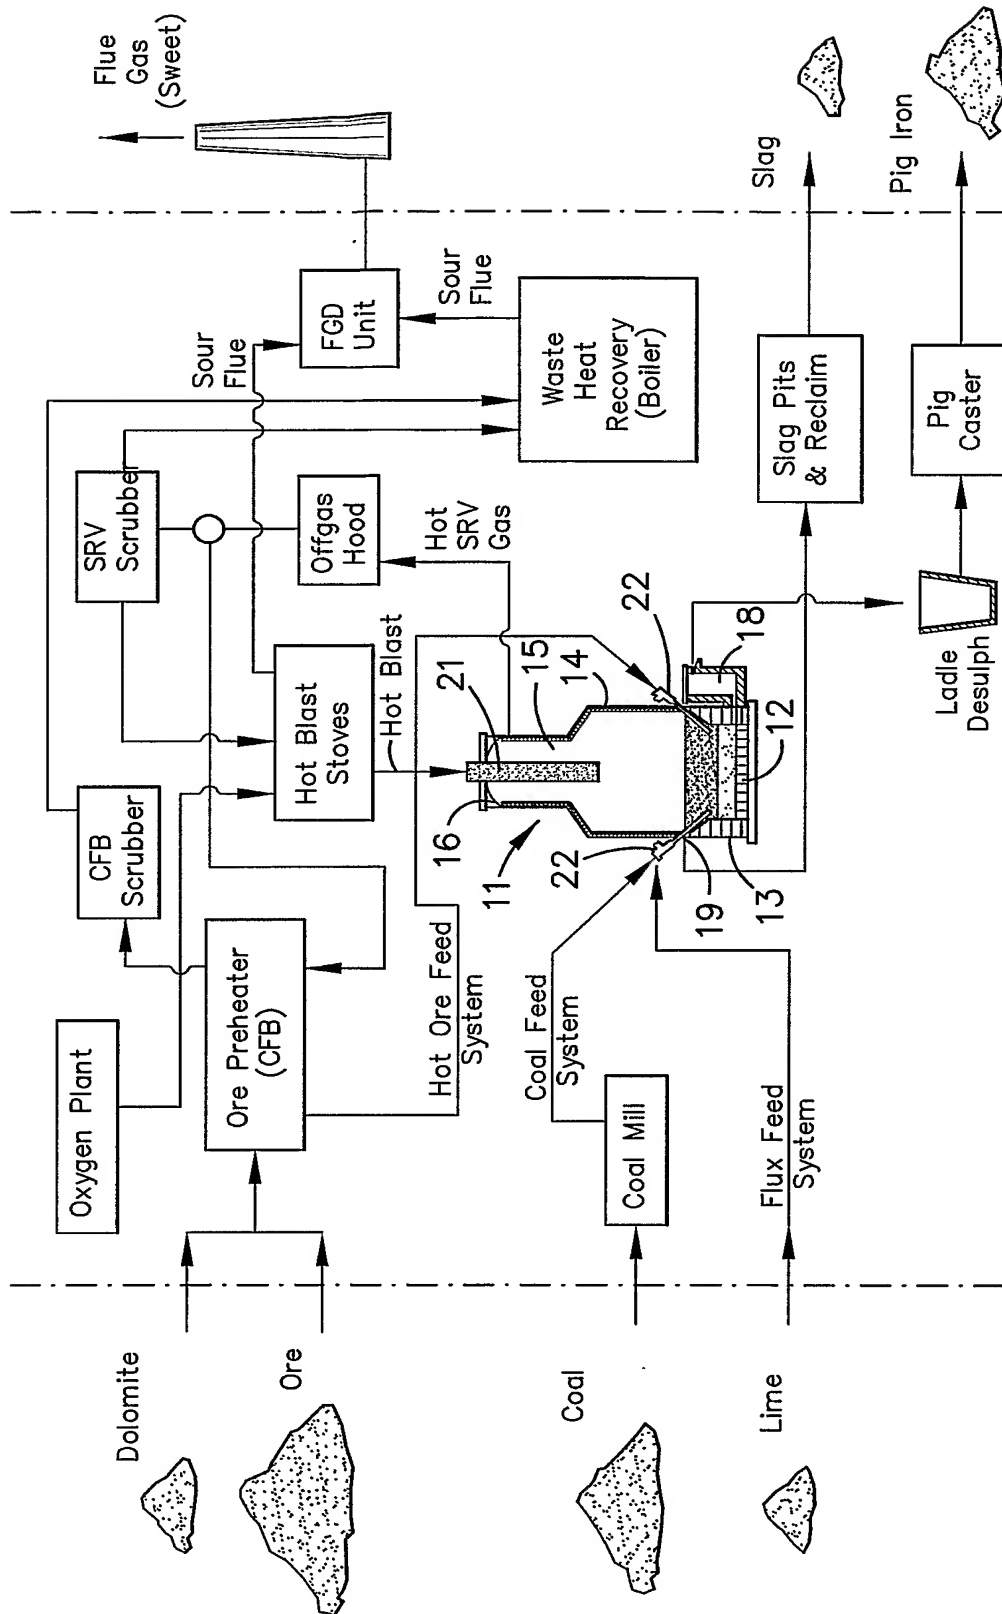 Dolomite
Ore
Coal
Lime
Oxygen Plant
Ore Preheater
(CFB)
CFB
Scrubber
SRV
Scrubber
Hot Blast
Stoves
Offgas
Hood
Sour
Flue
FGD
Unit
Sour
Flue
Waste
Heat
Recovery
(Boiler)
Flue
Gas
(Sweet)
Hot Ore Feed
System
Hot Blast
Hot
SRV
Gas
Coal Mill
Coal Feed
System
Flux Feed
System
16
21
15
14
22
11
22
19
13
12
18
Slag Pits
& Reclaim
Slag
Ladle
Desulph
Pig
Caster
Pig Iron